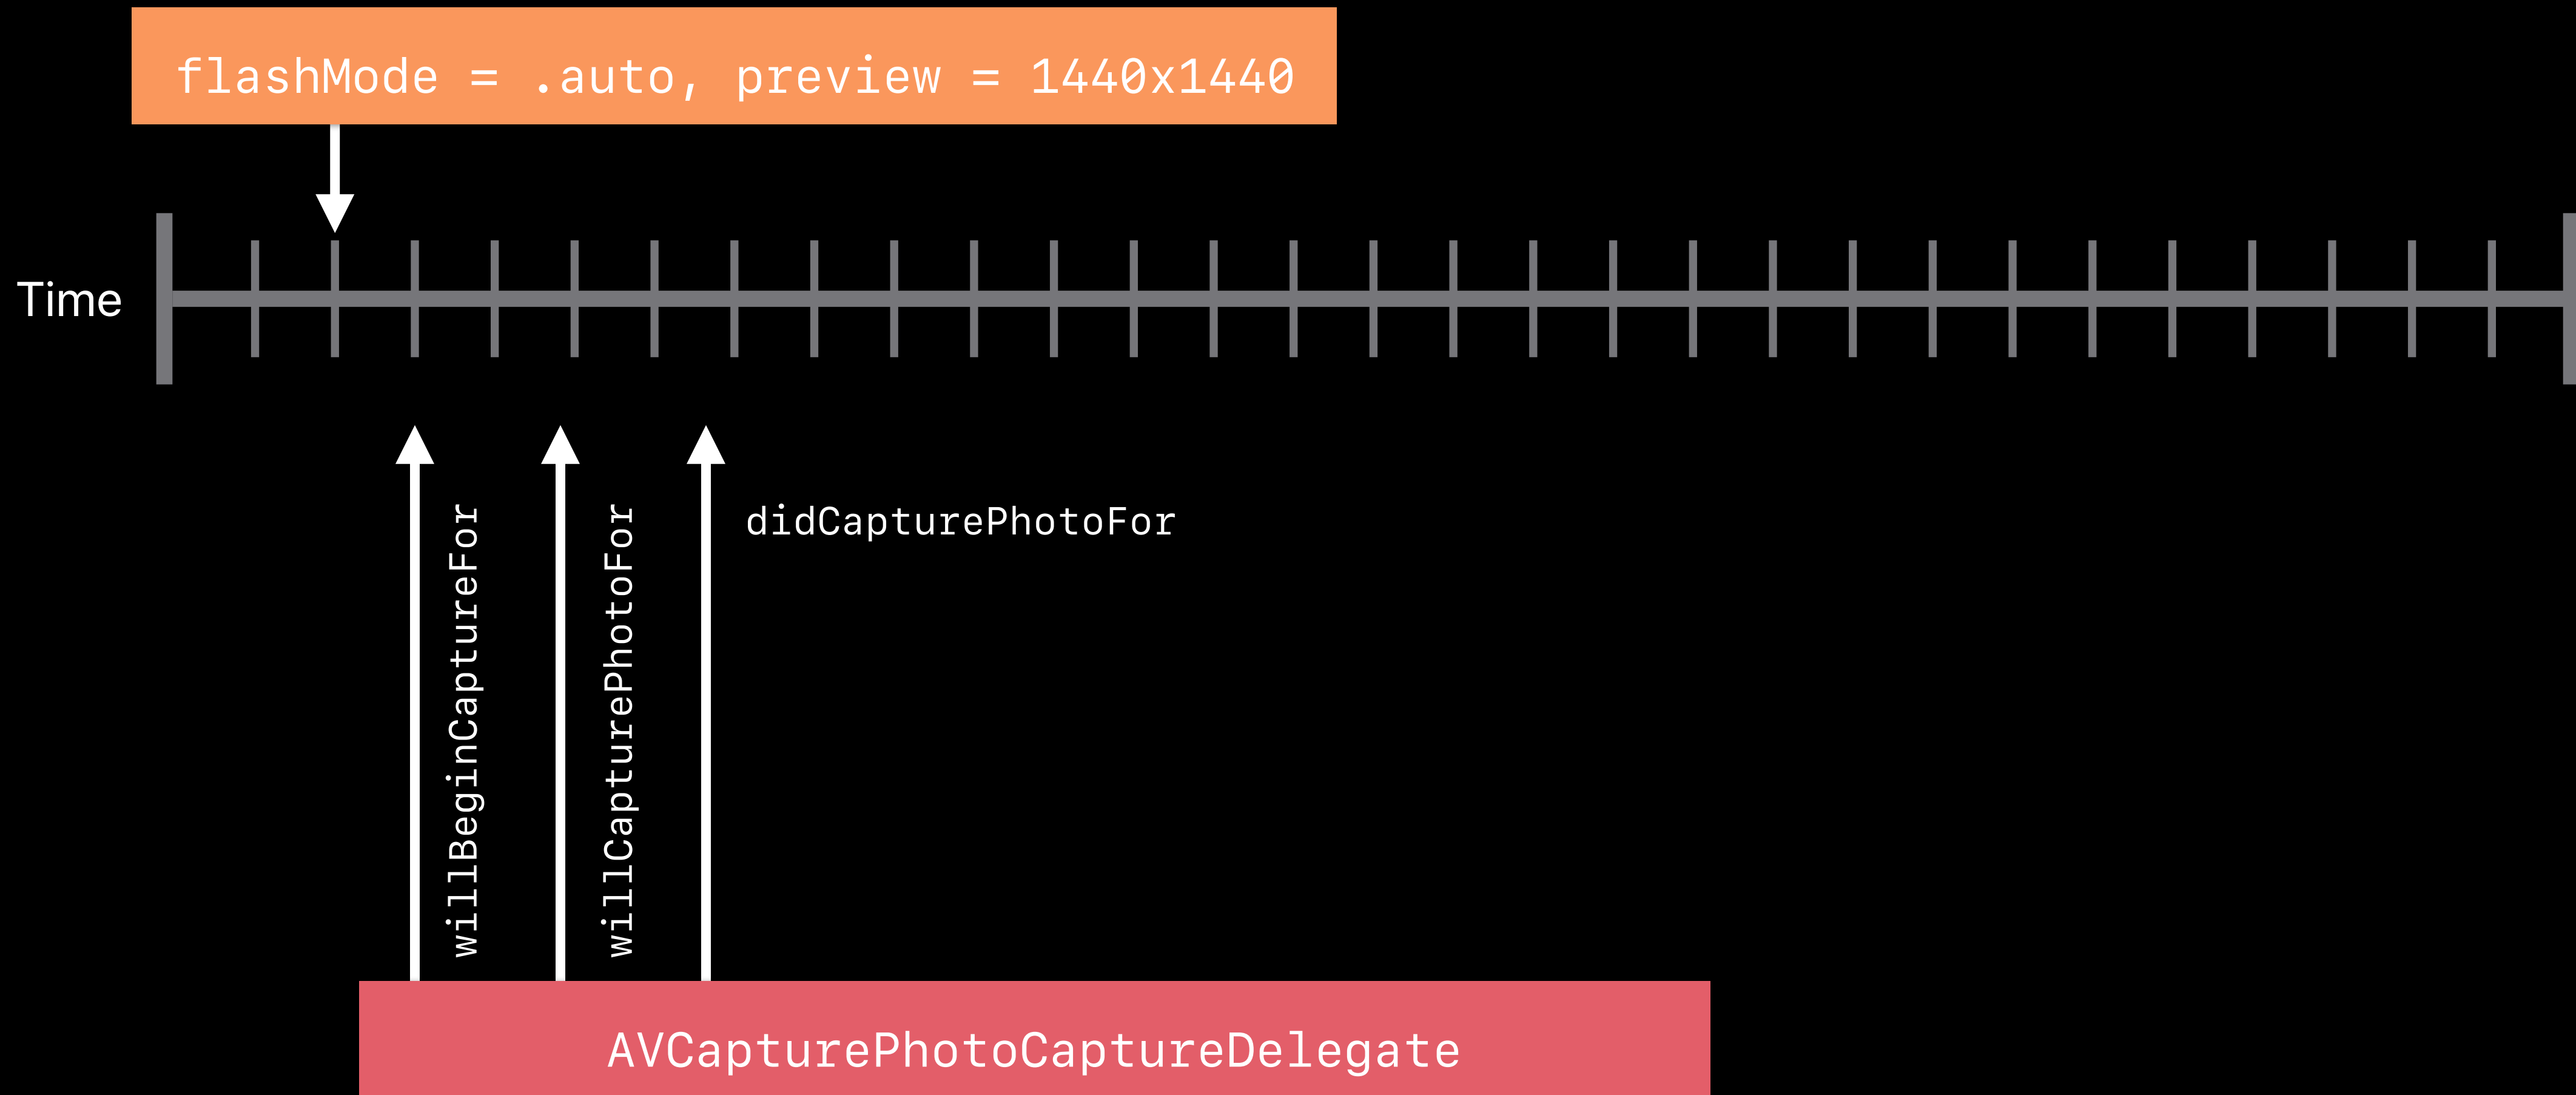 flashMode = .auto, preview = 1440x1440
Time
willBeginCaptureFor
willCapturePhotoFor
didCapturePhotoFor
AVCapturePhotoCaptureDelegate